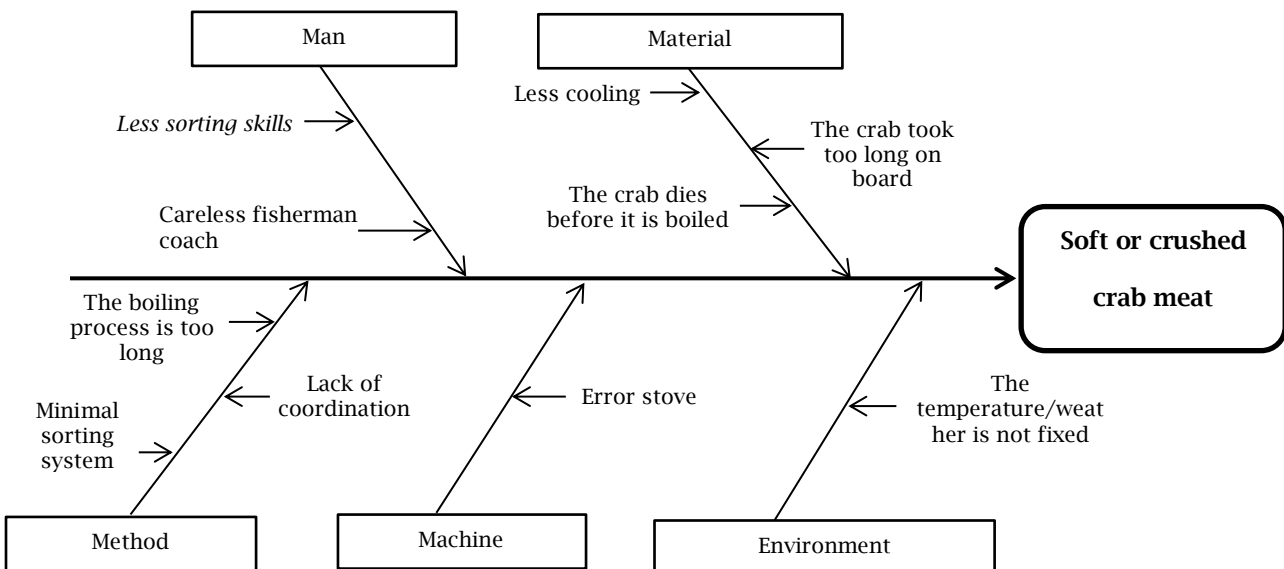 Man
Material
Less cooling
Less sorting skills
The crab took
too long on
board
The crab dies
before it is boiled
Careless fisherman
coach
Soft or crushed
crab meat
The boiling
process is too
long
Lack of
coordination
Minimal
sorting
system
Error stove
The
temperature/weat
her is not fixed
Method
Machine
Environment